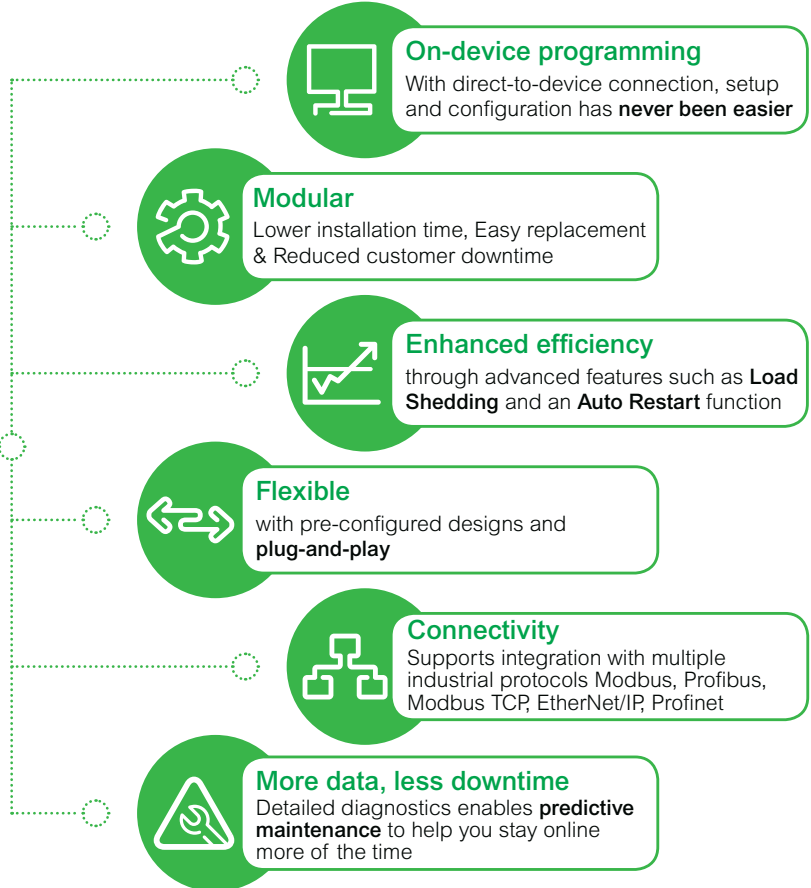 On-device programming
With direct-to-device connection, setup
and configuration has never been easier
Modular
Lower installation time, Easy replacement
& Reduced customer downtime
Enhanced efficiency
through advanced features such as Load
Shedding and an Auto Restart function
Flexible
with pre-configured designs and
plug-and-play
Connectivity
Supports integration with multiple
industrial protocols Modbus, Profibus,
Modbus TCP, EtherNet/IP, Profinet
More data, less downtime
Detailed diagnostics enables predictive
maintenance to help you stay online
more of the time